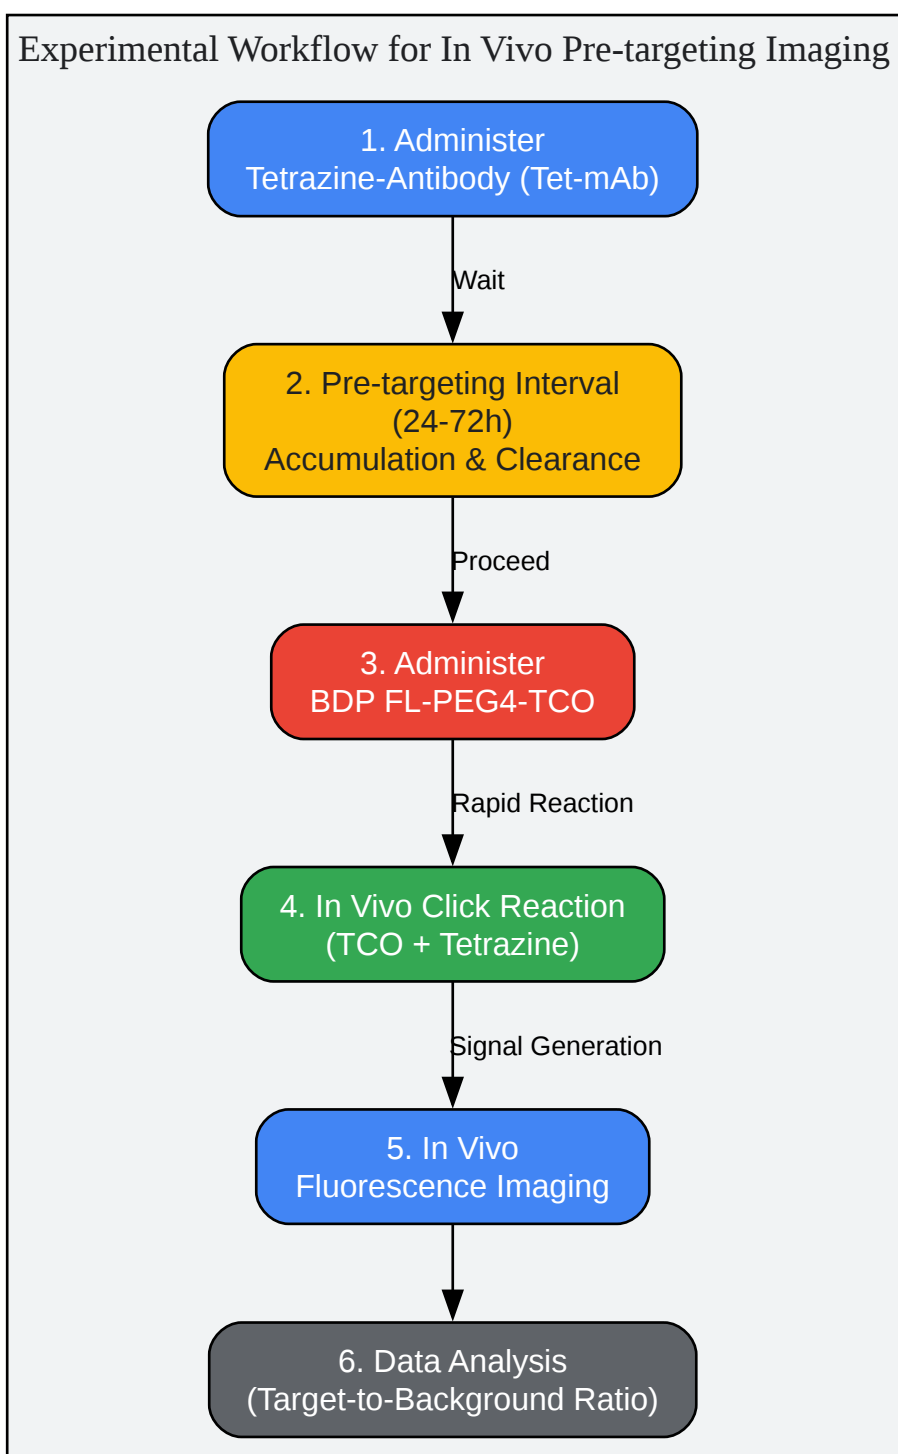 Experimental Workflow for In Vivo Pre-targeting Imaging
1. Administer
Tetrazine-Antibody (Tet-mAb)
Wait
2. Pre-targeting Interval
(24-72h)
Accumulation & Clearance
Proceed
3. Administer
BDP FL-PEG4-TCO
Rapid Reaction
4. In Vivo Click Reaction
(TCO + Tetrazine)
Signal Generation
5. In Vivo
Fluorescence Imaging
6. Data Analysis
(Target-to-Background Ratio)